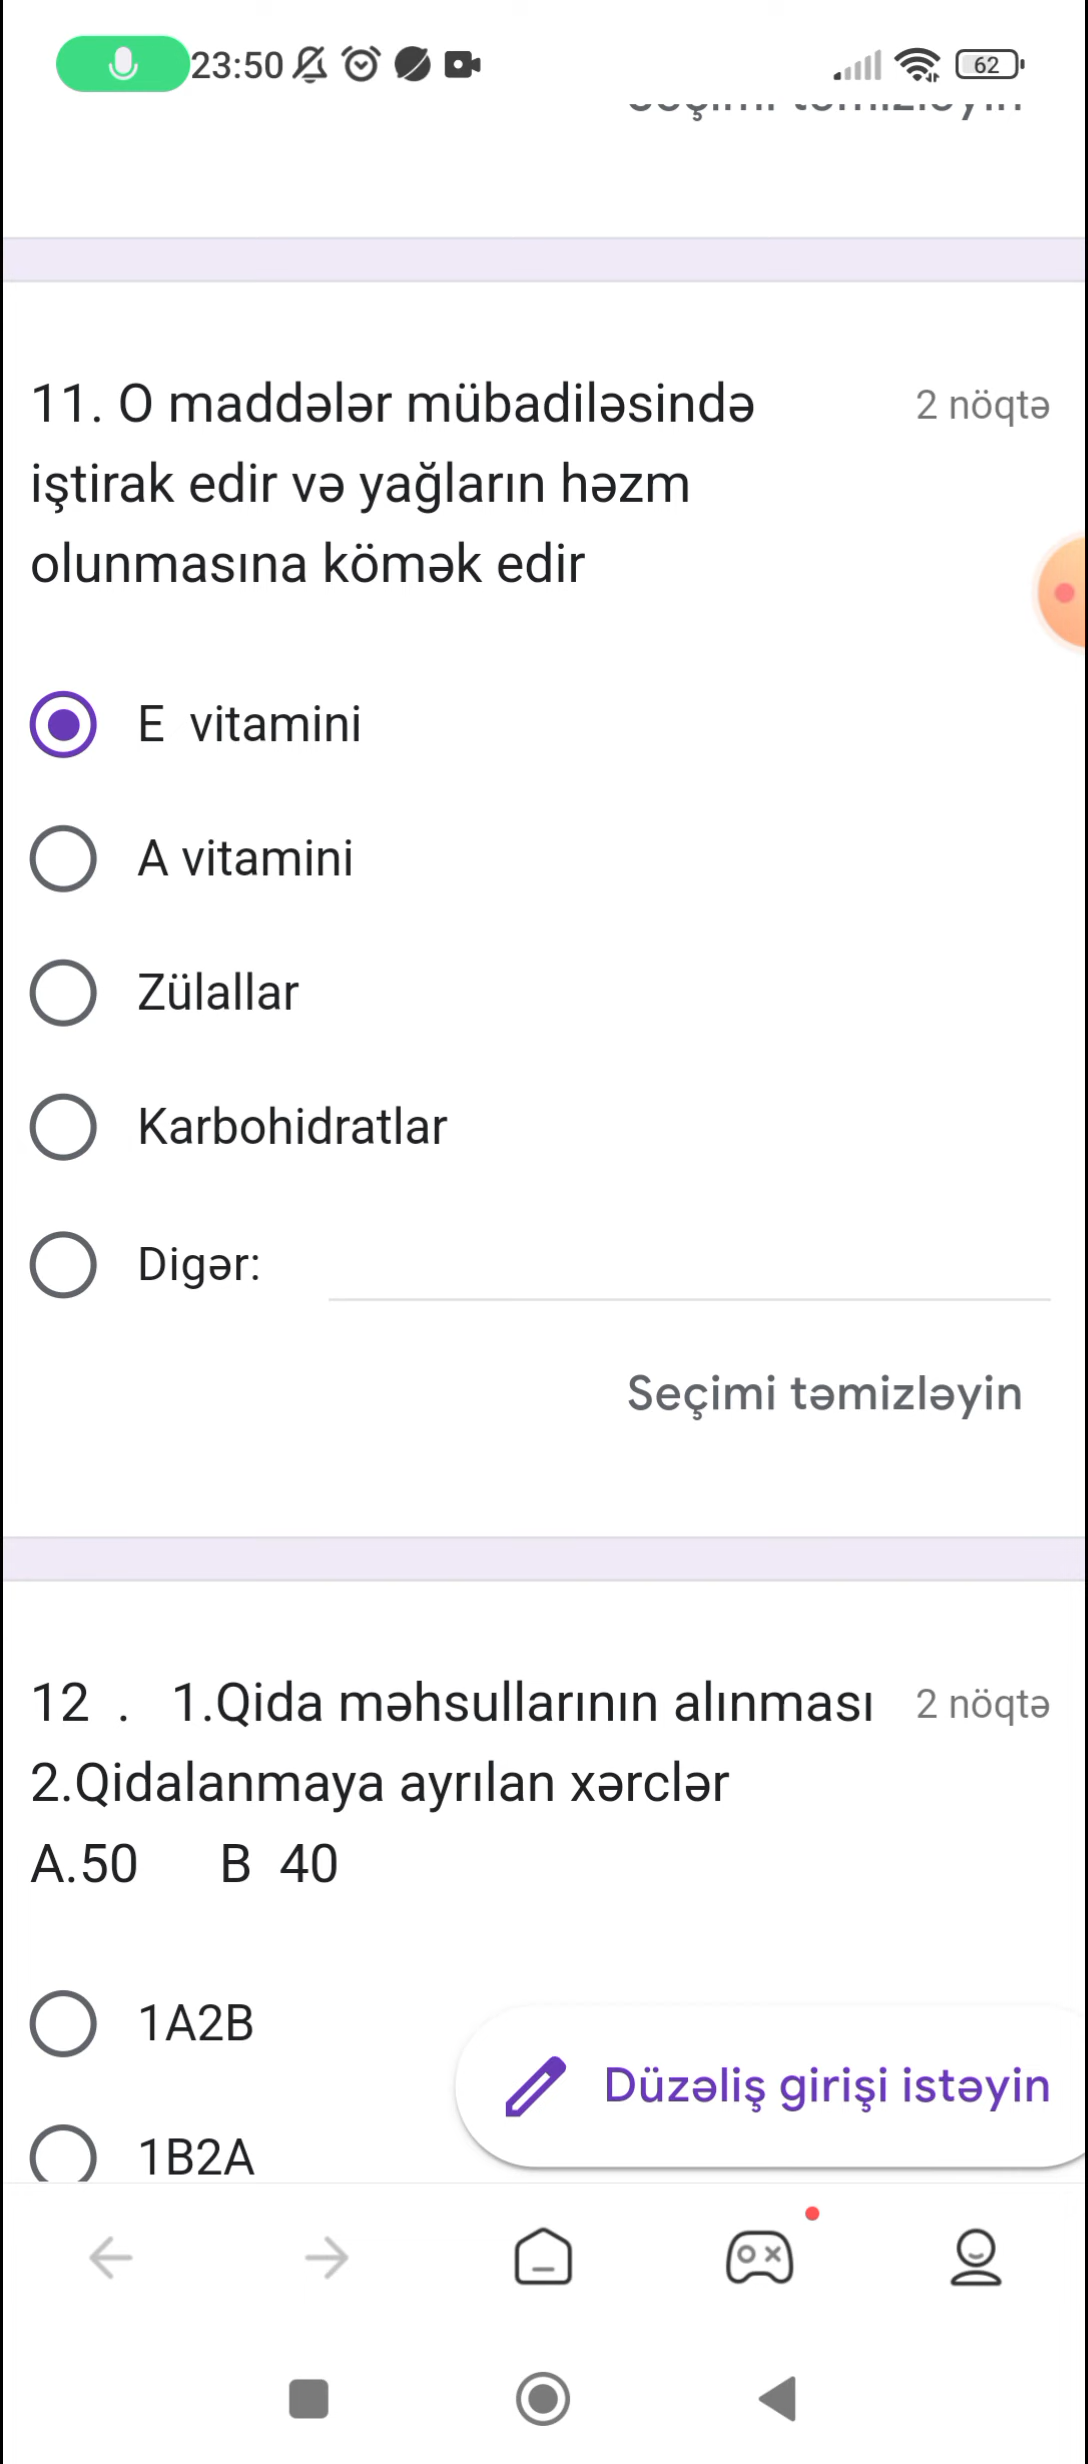 23:50
62
11. O maddələr mübadiləsində
2 nöqtə
iştirak edir və yağların həzm
olunmasına kömək edir
E vitamini
A vitamini
Zülallar
Karbohidratlar
Digər:
Seçimi təmizləyin
12 . 1.Qida məhsullarının alınması
2 nöqtə
2.Qidalanmaya ayrılan xərclər
A.50 B 40
1A2B
Düzəliş girişi istəyin
1B2A